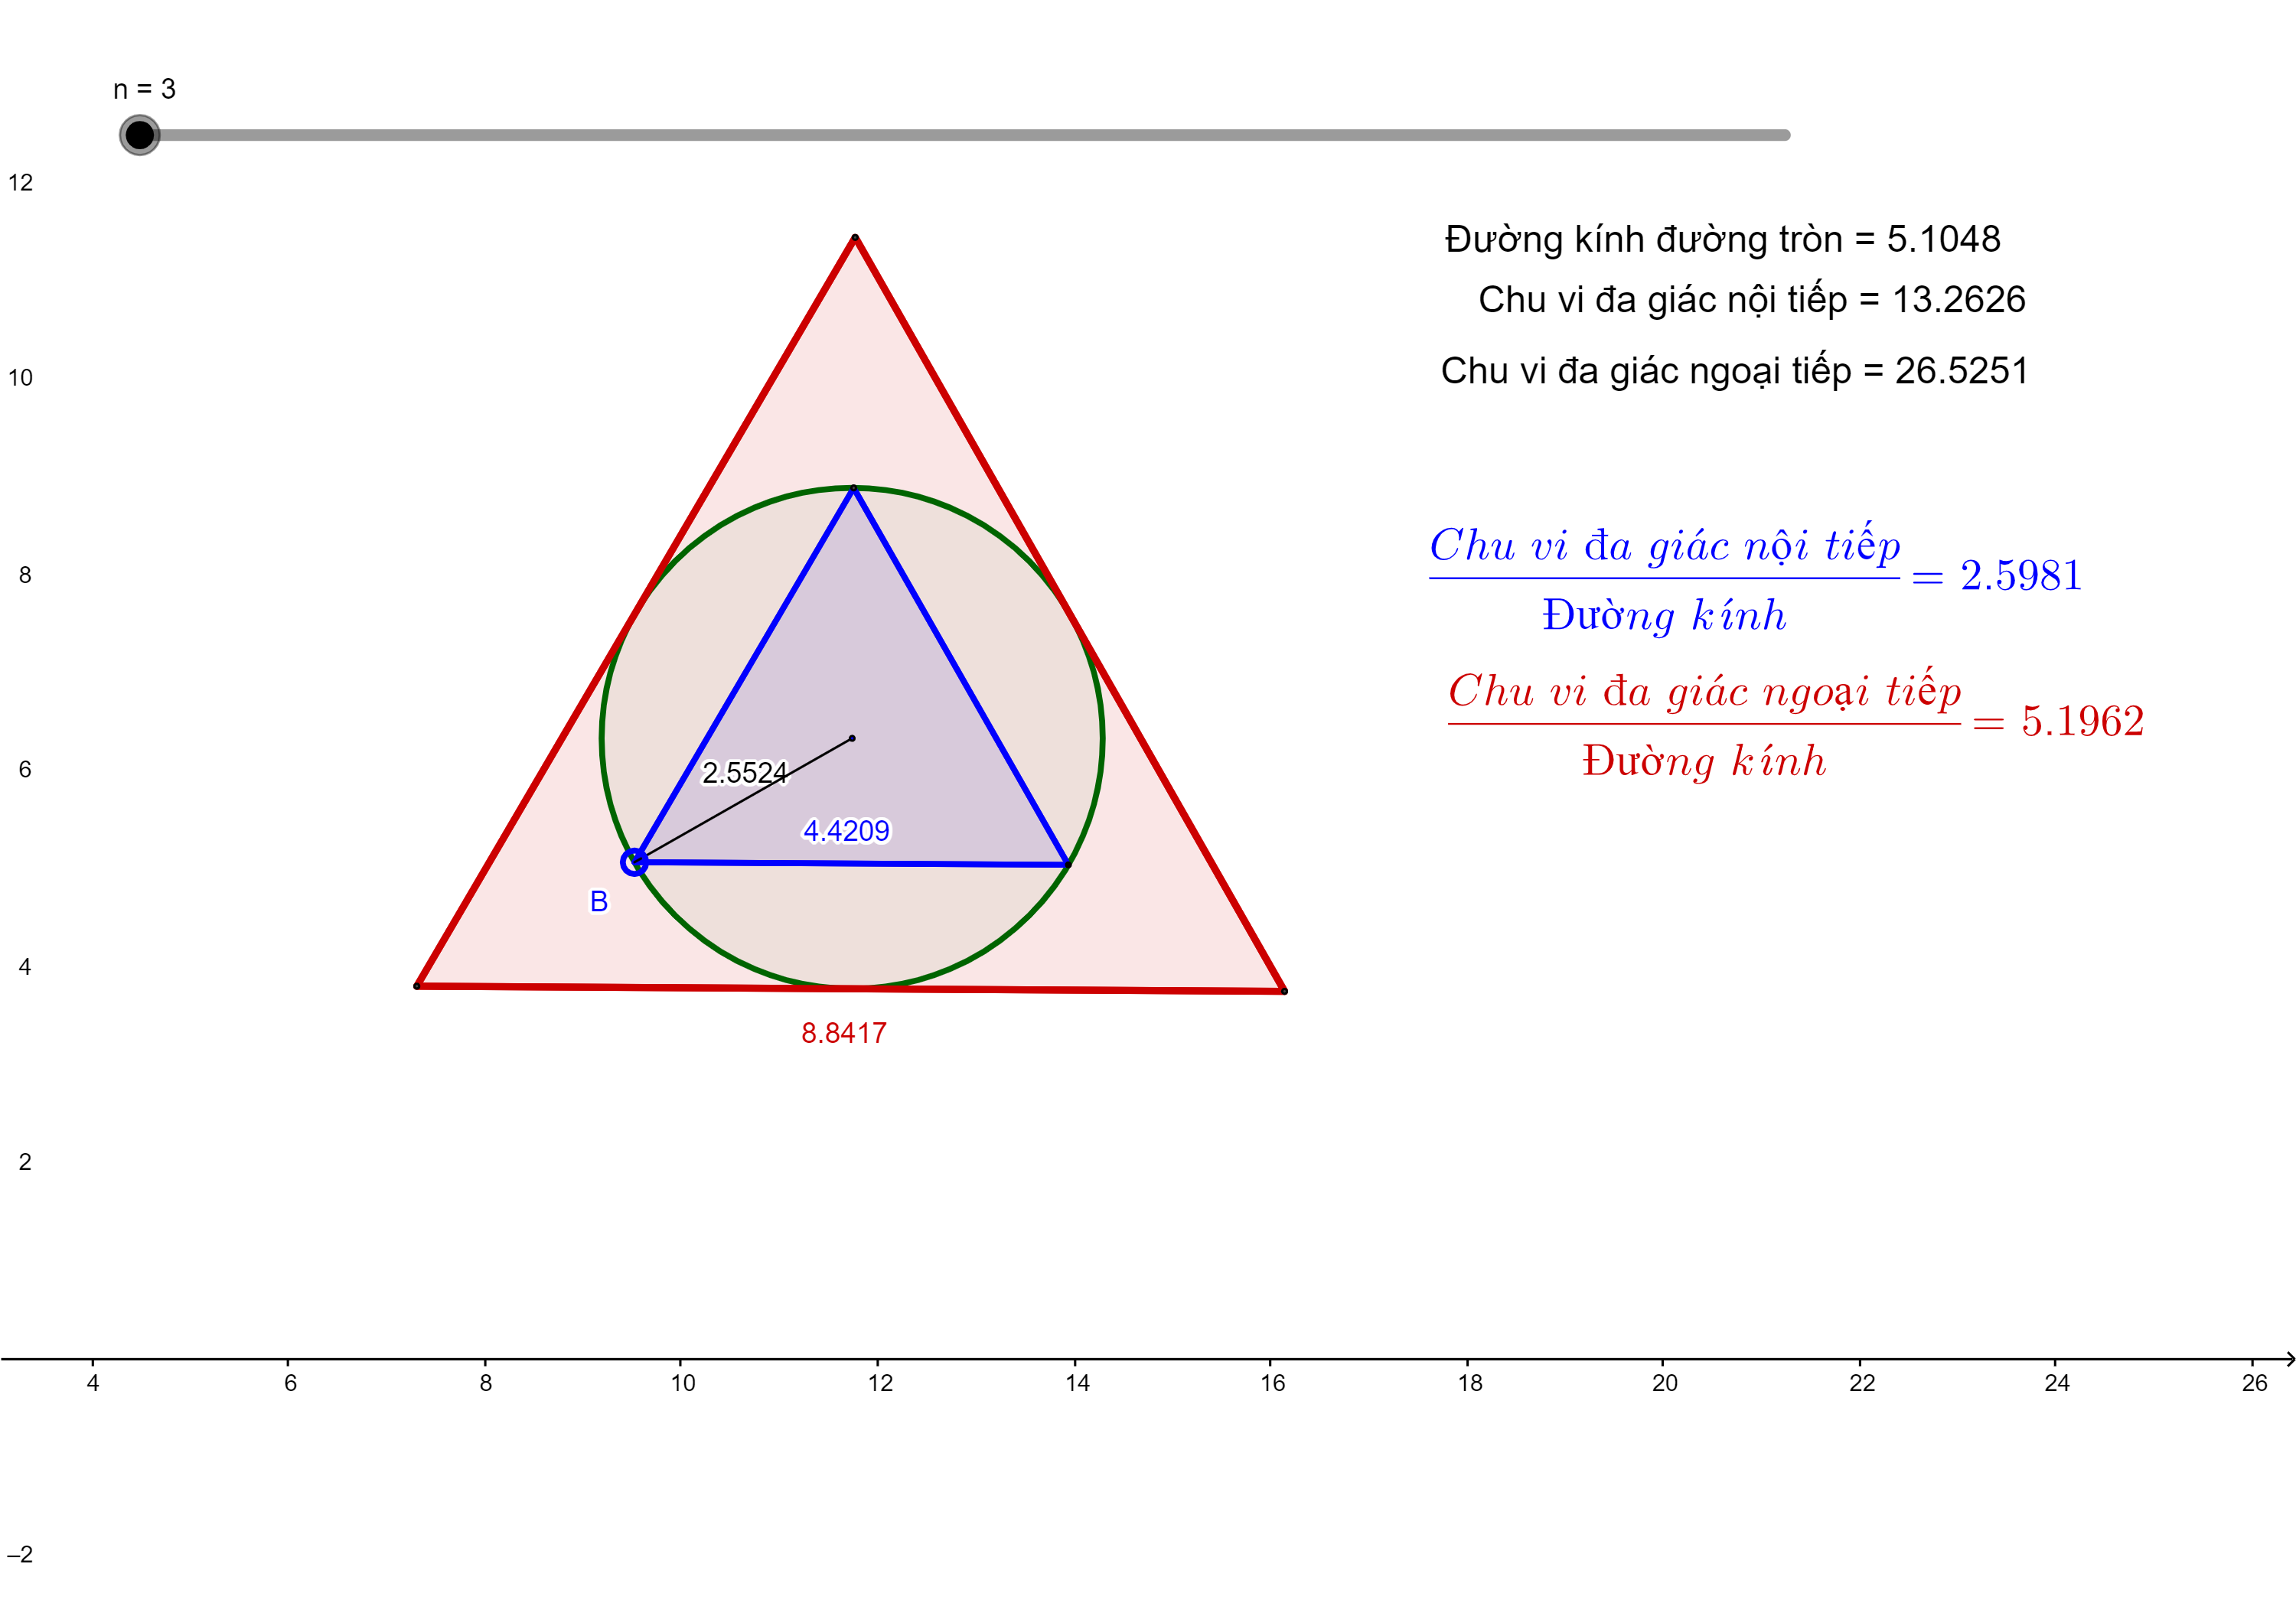 n = 3
12
Đường kính đường tròn = 5.1048
Chu vi đa giác nội tiếp = 13.2626
10
Chu vi đa giác ngoại tiếp = 26.5251
8
Chu vi đa giác nội tiếp
= 2.5981
Đường kính
Chu vi đa giác ngoại tiếp
= 5.1962
Đường kính
6
2.5524
4.4209
B
4
8.8417
2
4 6 8 10 12 14 16 18 20 22 24 26
–2